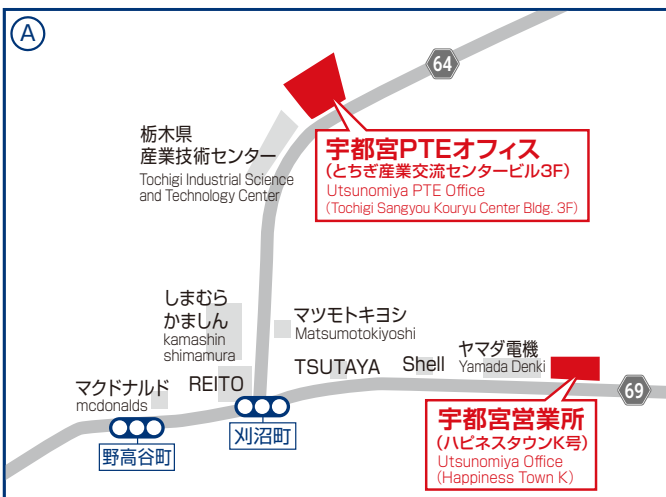 A
64
栃木県
産業技術センター
Tochigi Industrial Science
and Technology Center
宇都宮PTEオフィス
(とちぎ産業交流センタービル3F)
Utsunomiya PTE Office
(Tochigi Sangyou Kouryu Center Bldg. 3F)
しまむら
かましん
kamashin
shimamura
マツモトキヨシ
Matsumotokiyoshi
マクドナルド
mcdonalds
REITO
TSUTAYA
Shell
ヤマダ電機
Yamada Denki
69
野高谷町
刈沼町
宇都宮営業所
(ハピネスタウンK号)
Utsunomiya Office
(Happiness Town K)